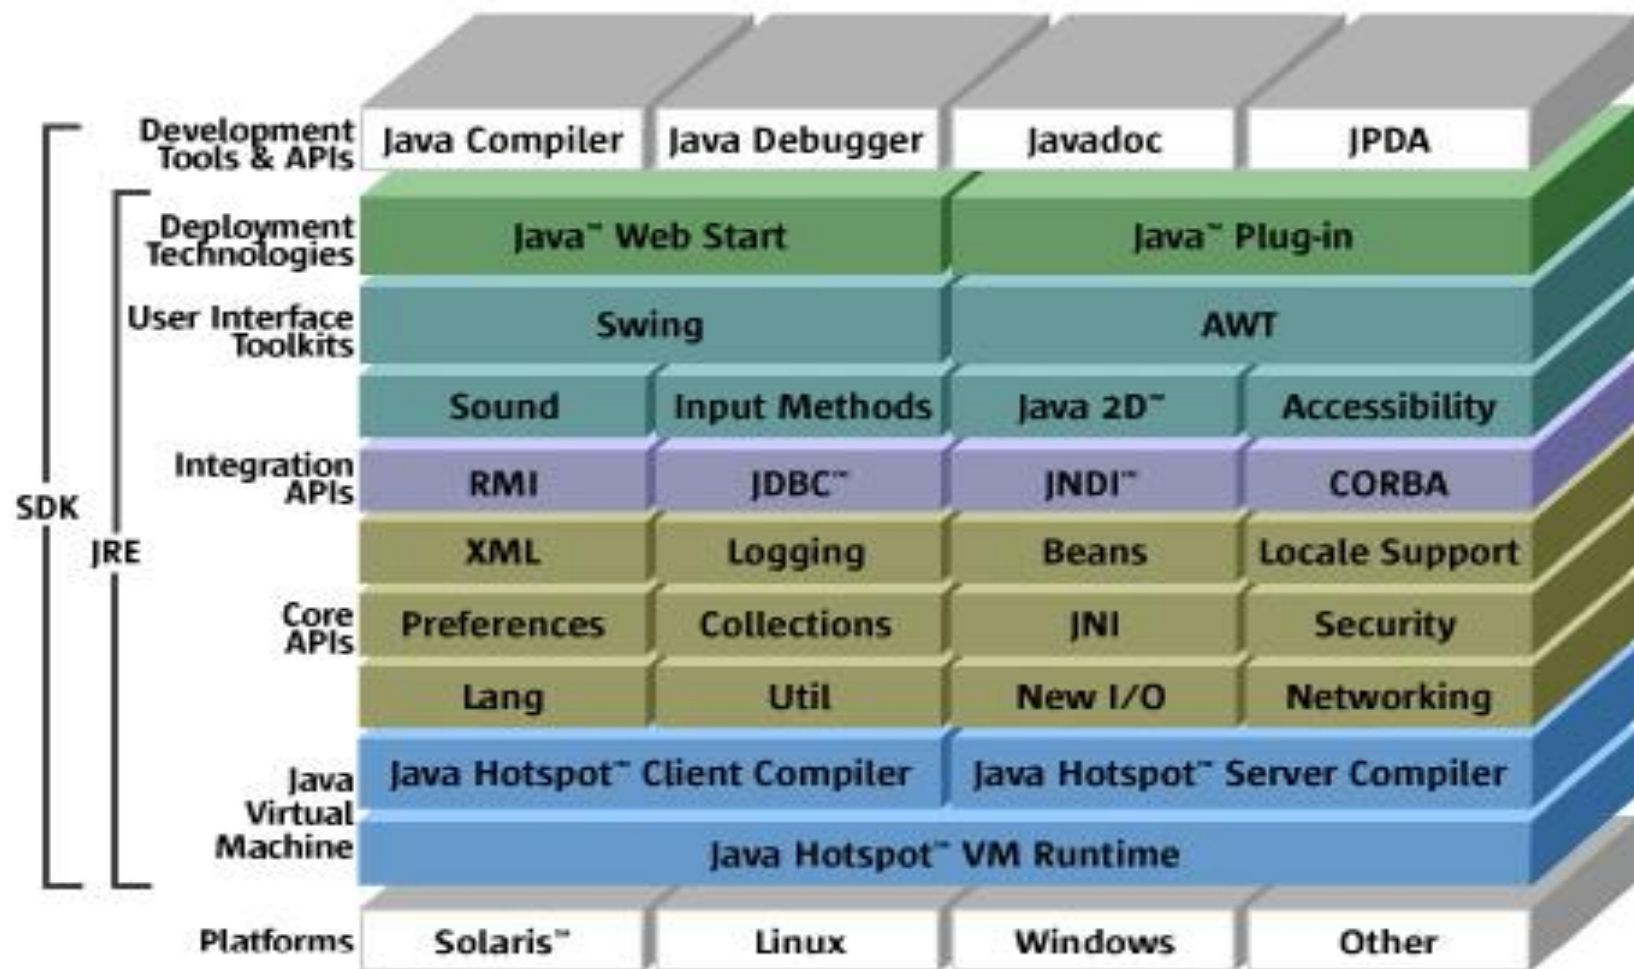 Development
Tools & APIs
Java Compiler
Java Debugger
Javadoc
JPDA
Deployment
Technologies
Java™ Web Start
Java™ Plug-in
User Interface
Toolkits
Swing
AWT
Sound
Input Methods
Java 2D™
Accessibility
Integration
APIs
RMI
JDBC™
JNDI™
CORBA
SDK
JRE
XML
Logging
Beans
Locale Support
Core
APIs
Preferences
Collections
JNI
Security
Lang
Util
New I/O
Networking
Java
Virtual
Machine
Java Hotspot™ Client Compiler
Java Hotspot™ Server Compiler
Java Hotspot™ VM Runtime
Platforms
Solaris™
Linux
Windows
Other